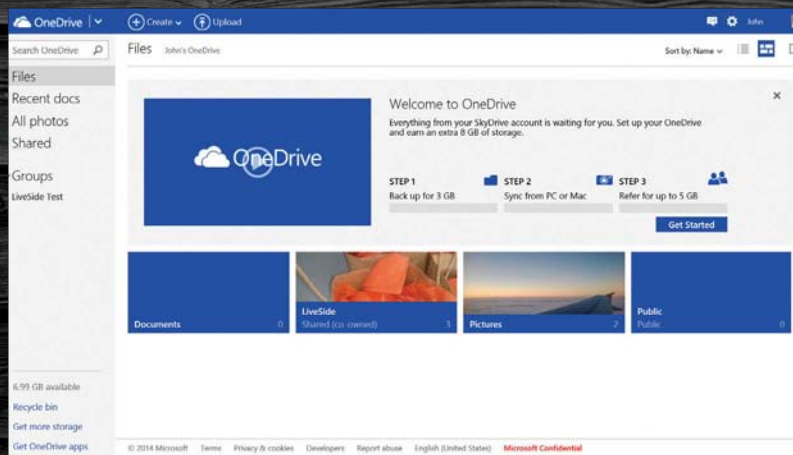 OneDrive
Create
Upload
John
Search OneDrive
Files
John's OneDrive
Sort by: Name
Files
Recent docs
All photos
Shared
Groups
LiveSide Test
OneDrive
Welcome to OneDrive
Everything from your SkyDrive account is waiting for you. Set up your OneDrive
and earn an extra 8 GB of storage.
STEP 1
Back up for 3 GB
STEP 2
Sync from PC or Mac
STEP 3
Refer for up to 5 GB
Get Started
Documents 0
LiveSide
Shared (co-owned) 3
Pictures 2
Public
Public 0
6.99 GB available
Recycle bin
Get more storage
Get OneDrive apps
© 2014 Microsoft Terms Privacy & cookies Developers Report abuse English (United States) Microsoft Confidential